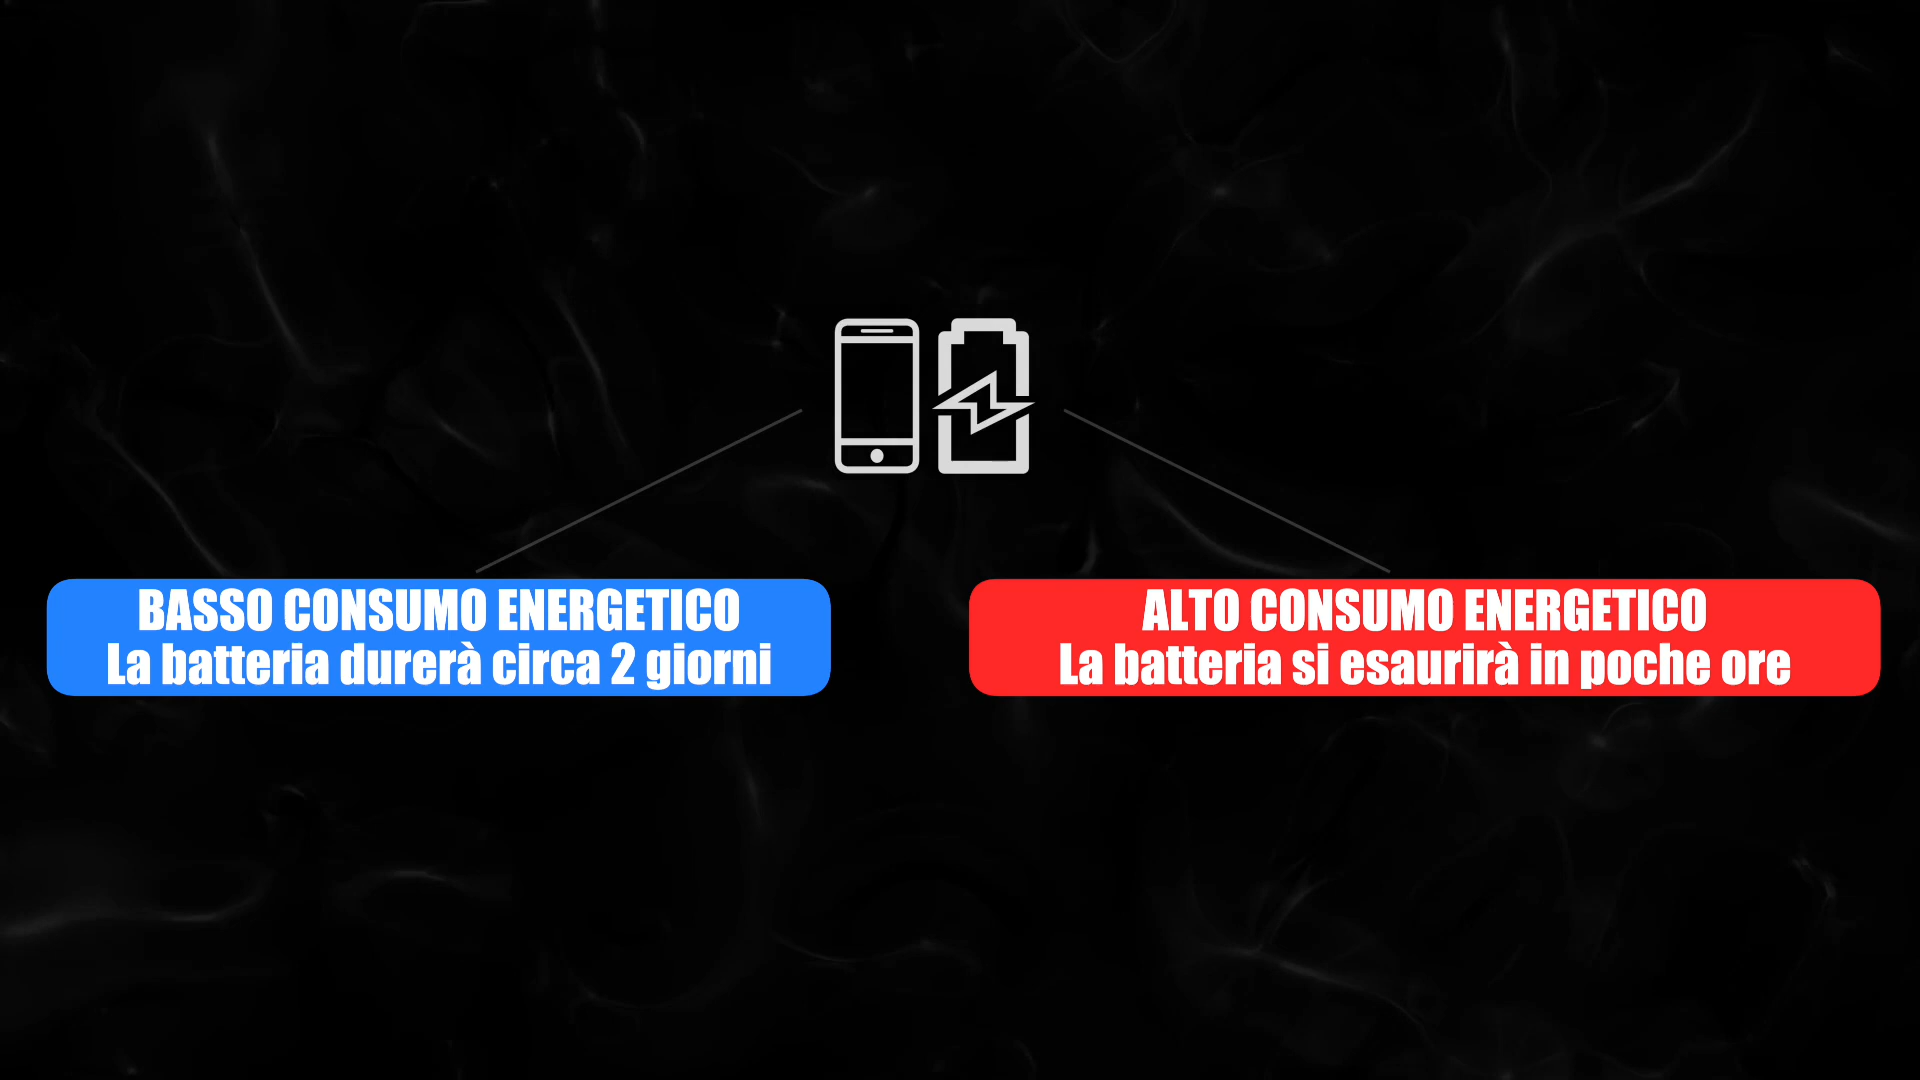 BASSO CONSUMO ENERGETICO
La batteria durerà circa 2 giorni
ALTO CONSUMO ENERGETICO
La batteria si esaurirà in poche ore